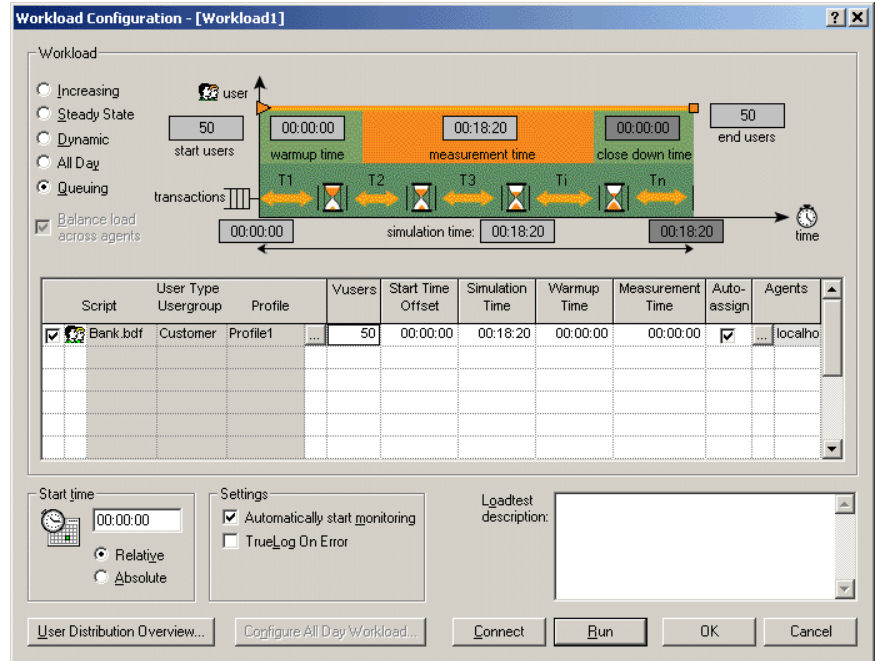 Workload Configuration - [Workload1]
Workload
Increasing
Steady State
Dynamic
All Day
Queuing
Balance load
across agents
user
50
start users
00:00:00
warmup time
00:18:20
measurement time
00:00:00
close down time
50
end users
transactions
T1
T2
T3
Ti
Tn
00:00:00
simulation time: 00:18:20
00:18:20
time
Script
User Type
Usergroup
Profile
Vusers
Start Time
Offset
Simulation
Time
Warmup
Time
Measurement
Time
Auto-
assign
Agents
Bank.bdf Customer Profile1 ... 50 00:00:00 00:18:20 00:00:00 00:00:00 ... localho
Start time
00:00:00
Relative
Absolute
Settings
Automatically start monitoring
TrueLog On Error
Loadtest
description:
User Distribution Overview... Configure All Day Workload... Connect Run OK Cancel